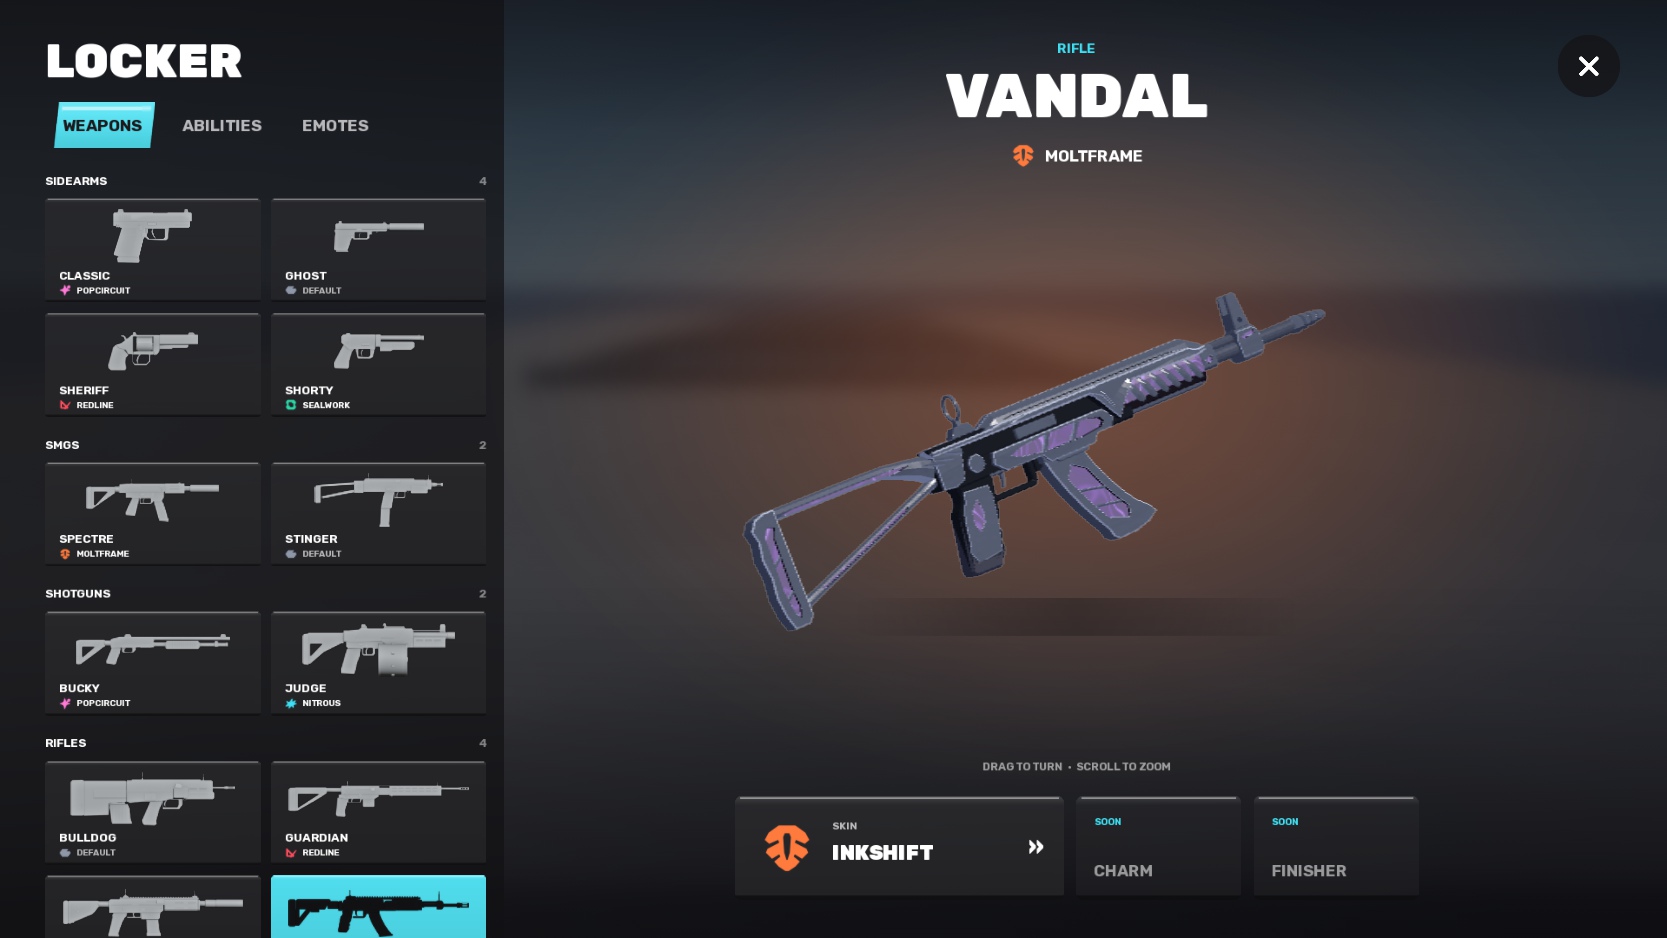 LOCKER
WEAPONS
ABILITIES
EMOTES
SIDEARMS
4
CLASSIC
POPCIRCUIT
GHOST
DEFAULT
SHERIFF
REDLINE
SHORTY
SEALWORK
SMGS
2
SPECTRE
MOLTFRAME
STINGER
DEFAULT
SHOTGUNS
2
BUCKY
POPCIRCUIT
JUDGE
NITROUS
RIFLES
4
BULLDOG
DEFAULT
GUARDIAN
REDLINE
RIFLE
VANDAL
MOLTFRAME
DRAG TO TURN • SCROLL TO ZOOM
SKIN
INKSHIFT
SOON
CHARM
SOON
FINISHER